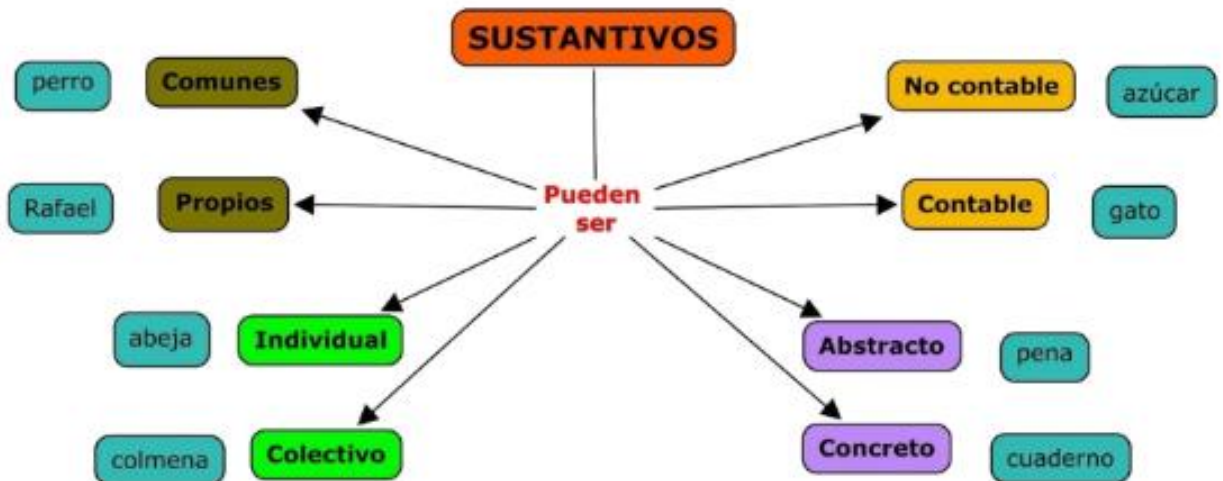 SUSTANTIVOS
perro
Comunes
No contable
azúcar
Rafael
Propios
Pueden
ser
Contable
gato
abeja
Individual
Abstracto
pena
colmena
Colectivo
Concreto
cuaderno